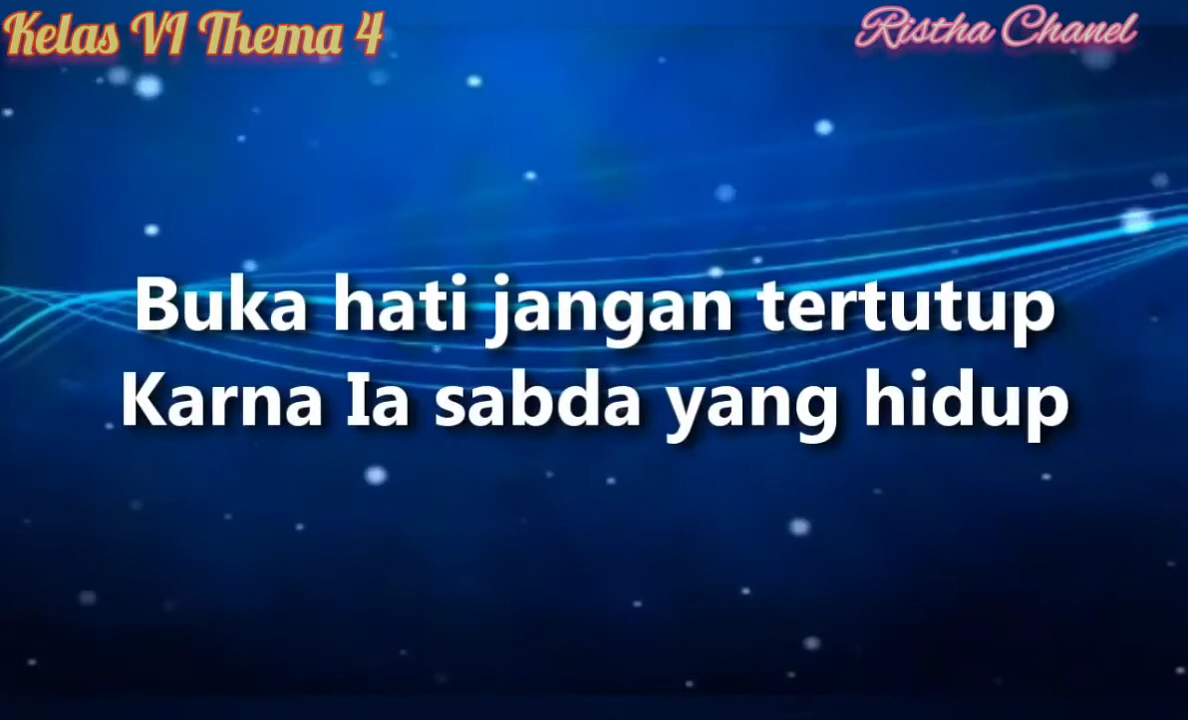 Kelas VI Thema 4
Ristha Chanel
Buka hati jangan tertutup
Karna Ia sabda yang hidup